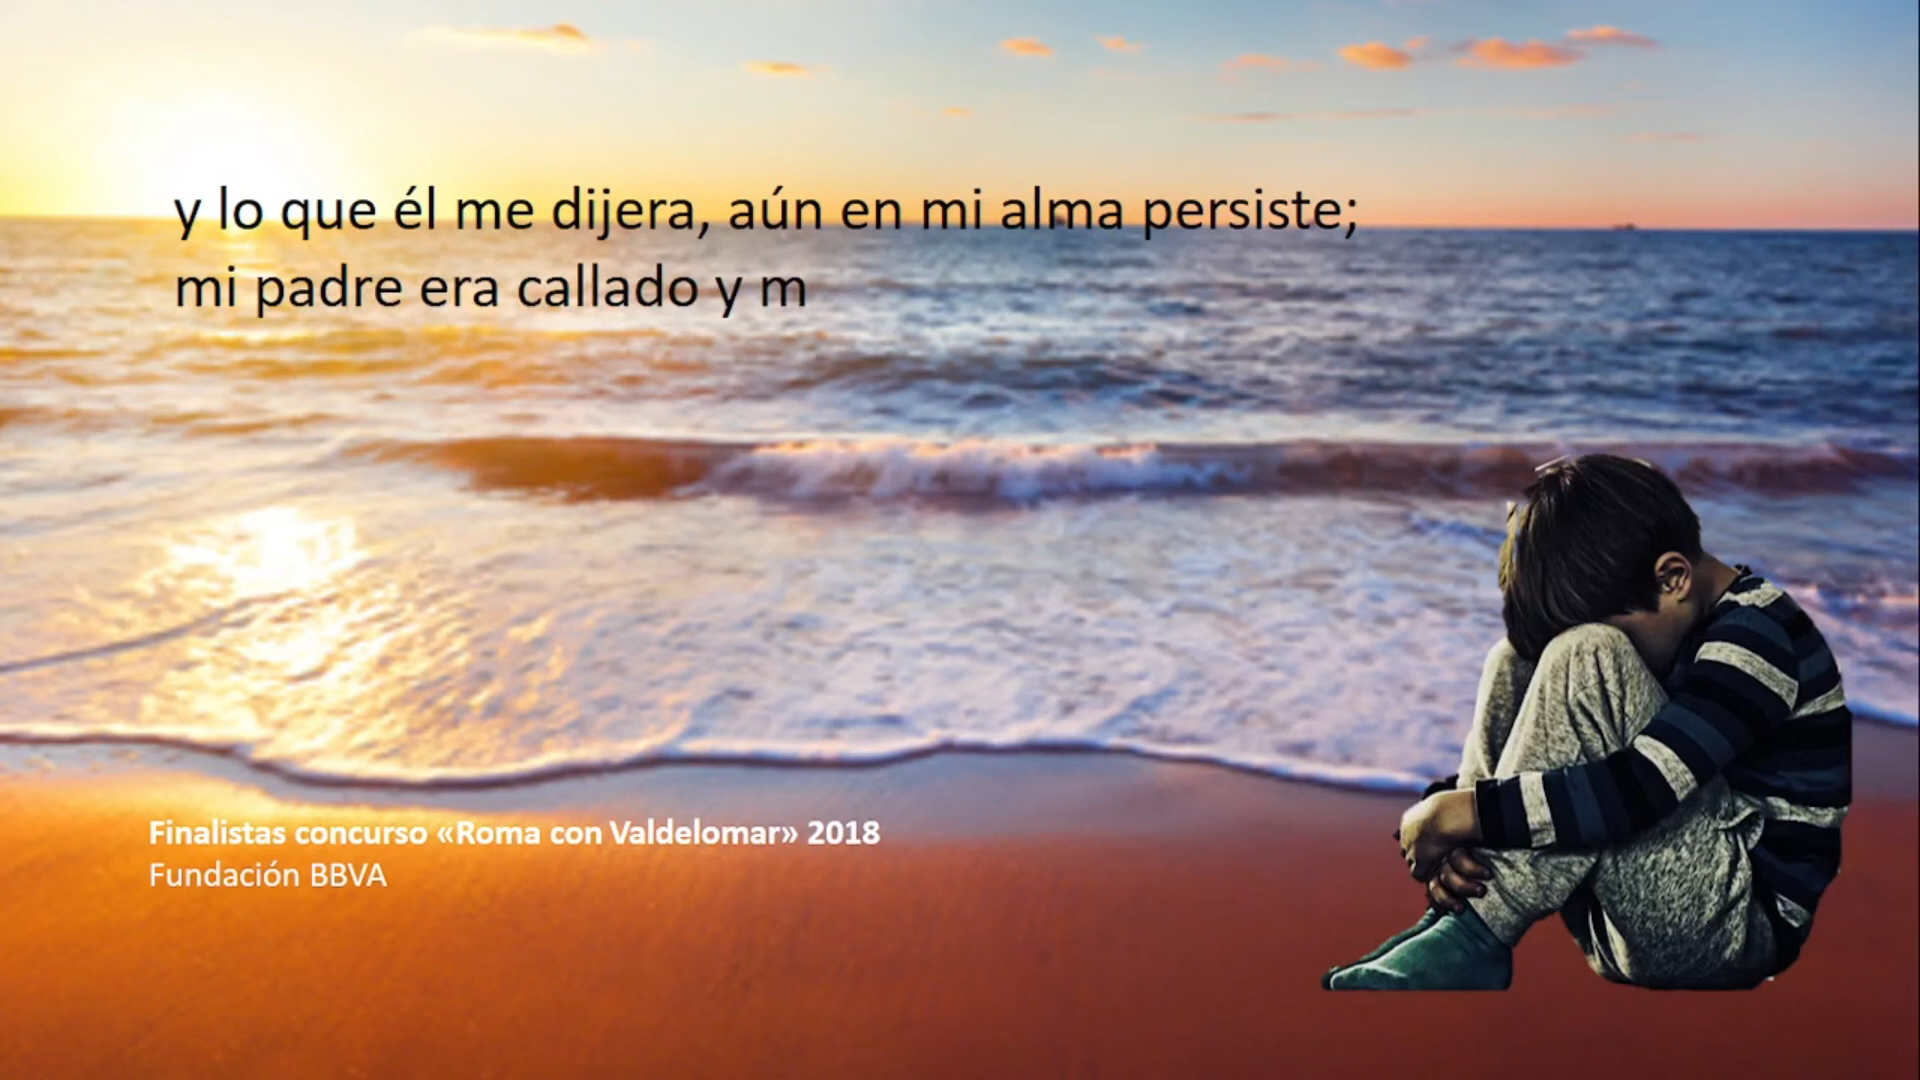 y lo que él me dijera, aún en mi alma persiste;
mi padre era callado y m
Finalistas concurso «Roma con Valdelomar» 2018
Fundación BBVA